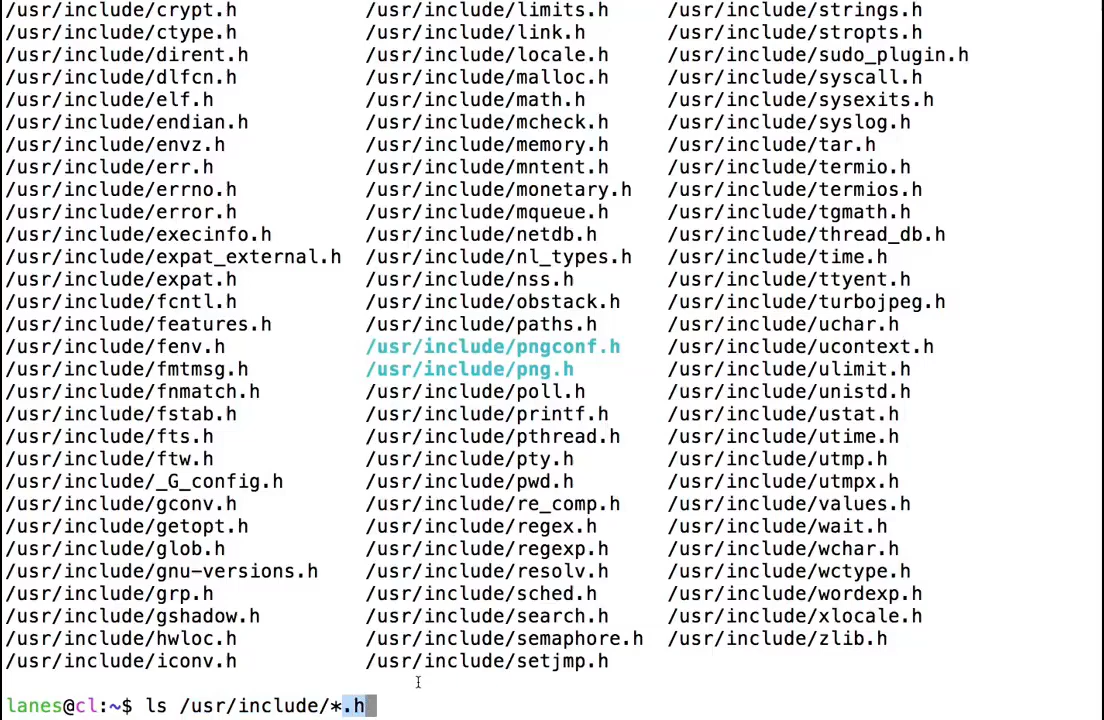 /usr/include/crypt.h /usr/include/limits.h /usr/include/strings.h
/usr/include/ctype.h /usr/include/link.h /usr/include/stropts.h
/usr/include/dirent.h /usr/include/locale.h /usr/include/sudo_plugin.h
/usr/include/dlfcn.h /usr/include/malloc.h /usr/include/syscall.h
/usr/include/elf.h /usr/include/math.h /usr/include/sysexits.h
/usr/include/endian.h /usr/include/mcheck.h /usr/include/syslog.h
/usr/include/envz.h /usr/include/memory.h /usr/include/tar.h
/usr/include/err.h /usr/include/mntent.h /usr/include/termio.h
/usr/include/errno.h /usr/include/monetary.h /usr/include/termios.h
/usr/include/error.h /usr/include/mqueue.h /usr/include/tgmath.h
/usr/include/execinfo.h /usr/include/netdb.h /usr/include/thread_db.h
/usr/include/expat_external.h /usr/include/nl_types.h /usr/include/time.h
/usr/include/expat.h /usr/include/nss.h /usr/include/ttyent.h
/usr/include/fcntl.h /usr/include/obstack.h /usr/include/turbojpeg.h
/usr/include/features.h /usr/include/paths.h /usr/include/uchar.h
/usr/include/fenv.h /usr/include/pngconf.h /usr/include/ucontext.h
/usr/include/fmtmsg.h /usr/include/png.h /usr/include/ulimit.h
/usr/include/fnmatch.h /usr/include/poll.h /usr/include/unistd.h
/usr/include/fstab.h /usr/include/printf.h /usr/include/ustat.h
/usr/include/fts.h /usr/include/pthread.h /usr/include/utime.h
/usr/include/ftw.h /usr/include/pty.h /usr/include/utmp.h
/usr/include/_G_config.h /usr/include/pwd.h /usr/include/utmpx.h
/usr/include/gconv.h /usr/include/re_comp.h /usr/include/values.h
/usr/include/getopt.h /usr/include/regex.h /usr/include/wait.h
/usr/include/glob.h /usr/include/regexp.h /usr/include/wchar.h
/usr/include/gnu-versions.h /usr/include/resolv.h /usr/include/wctype.h
/usr/include/grp.h /usr/include/sched.h /usr/include/wordexp.h
/usr/include/gshadow.h /usr/include/search.h /usr/include/xlocale.h
/usr/include/hwloc.h /usr/include/semaphore.h /usr/include/zlib.h
/usr/include/iconv.h /usr/include/setjmp.h
lanes@cl:~$ ls /usr/include/*.h